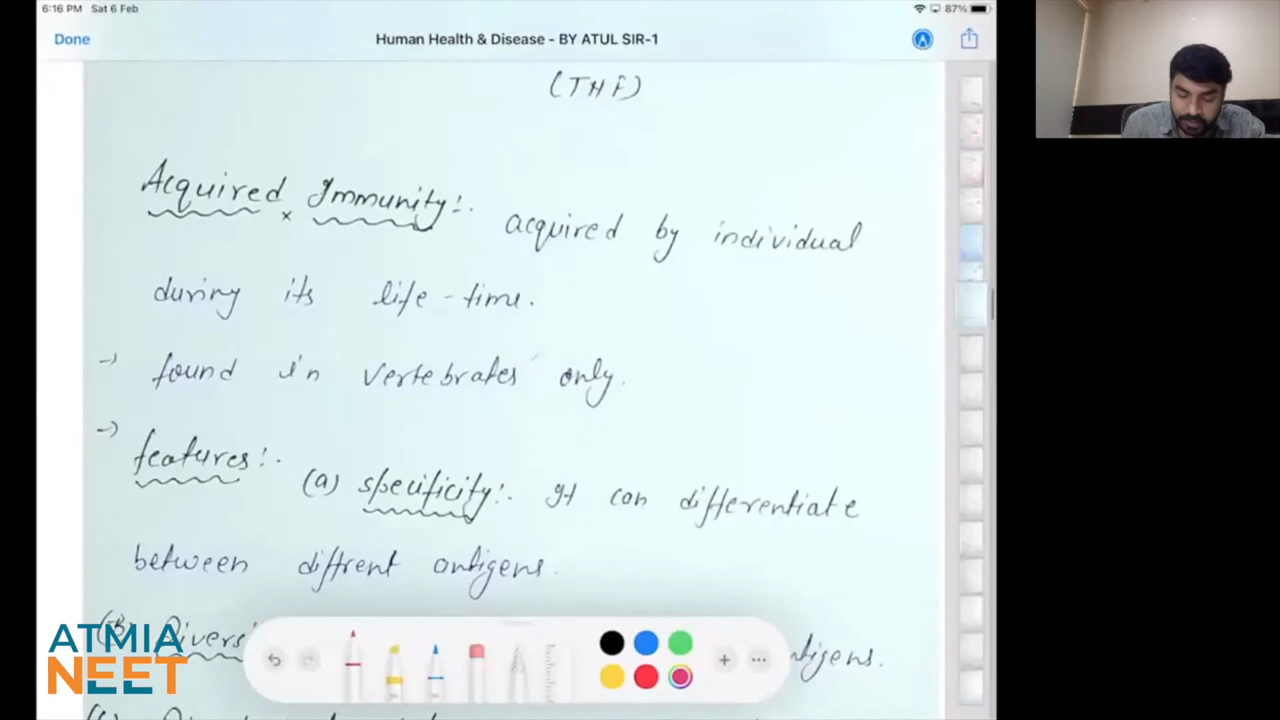 6:16 PM Sat 6 Feb
87%
Done
Human Health & Disease - BY ATUL SIR-1
(THF)
Acquired Immunity:-
acquired by individual
during its life-time.
→ found in vertebrates only.
→ features:-
(a) specificity:- It can differentiate
between diffrent antigens.
(B) Diversi
ntigens.
ATMIA
NEET